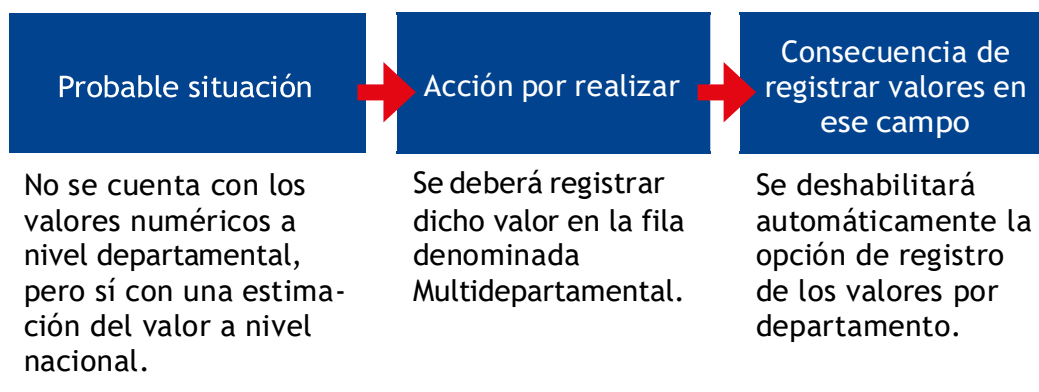 Probable situación
No se cuenta con los
valores numéricos a
nivel departamental,
pero sí con una estima-
ción del valor a nivel
nacional.
Acción por realizar
Se deberá registrar
dicho valor en la fila
denominada
Multidepartamental.
Consecuencia de
registrar valores en
ese campo
Se deshabilitará
automáticamente la
opción de registro
de los valores por
departamento.